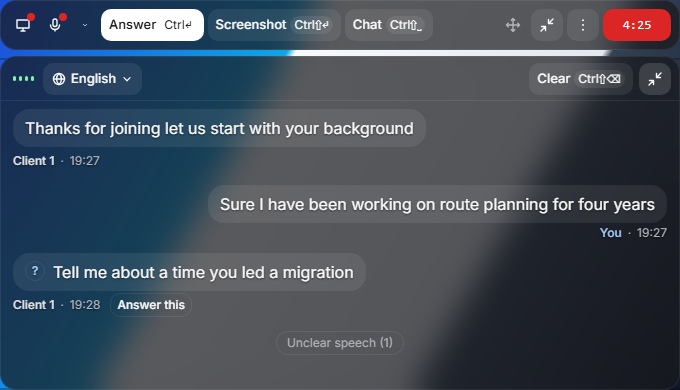 Answer Ctrl↵ Screenshot Ctrl⇧↵ Chat Ctrl⇧⎵ 4:25
English Clear Ctrl⇧⌫
Thanks for joining let us start with your background
Client 1 · 19:27
Sure I have been working on route planning for four years
You · 19:27
? Tell me about a time you led a migration
Client 1 · 19:28 Answer this
Unclear speech (1)